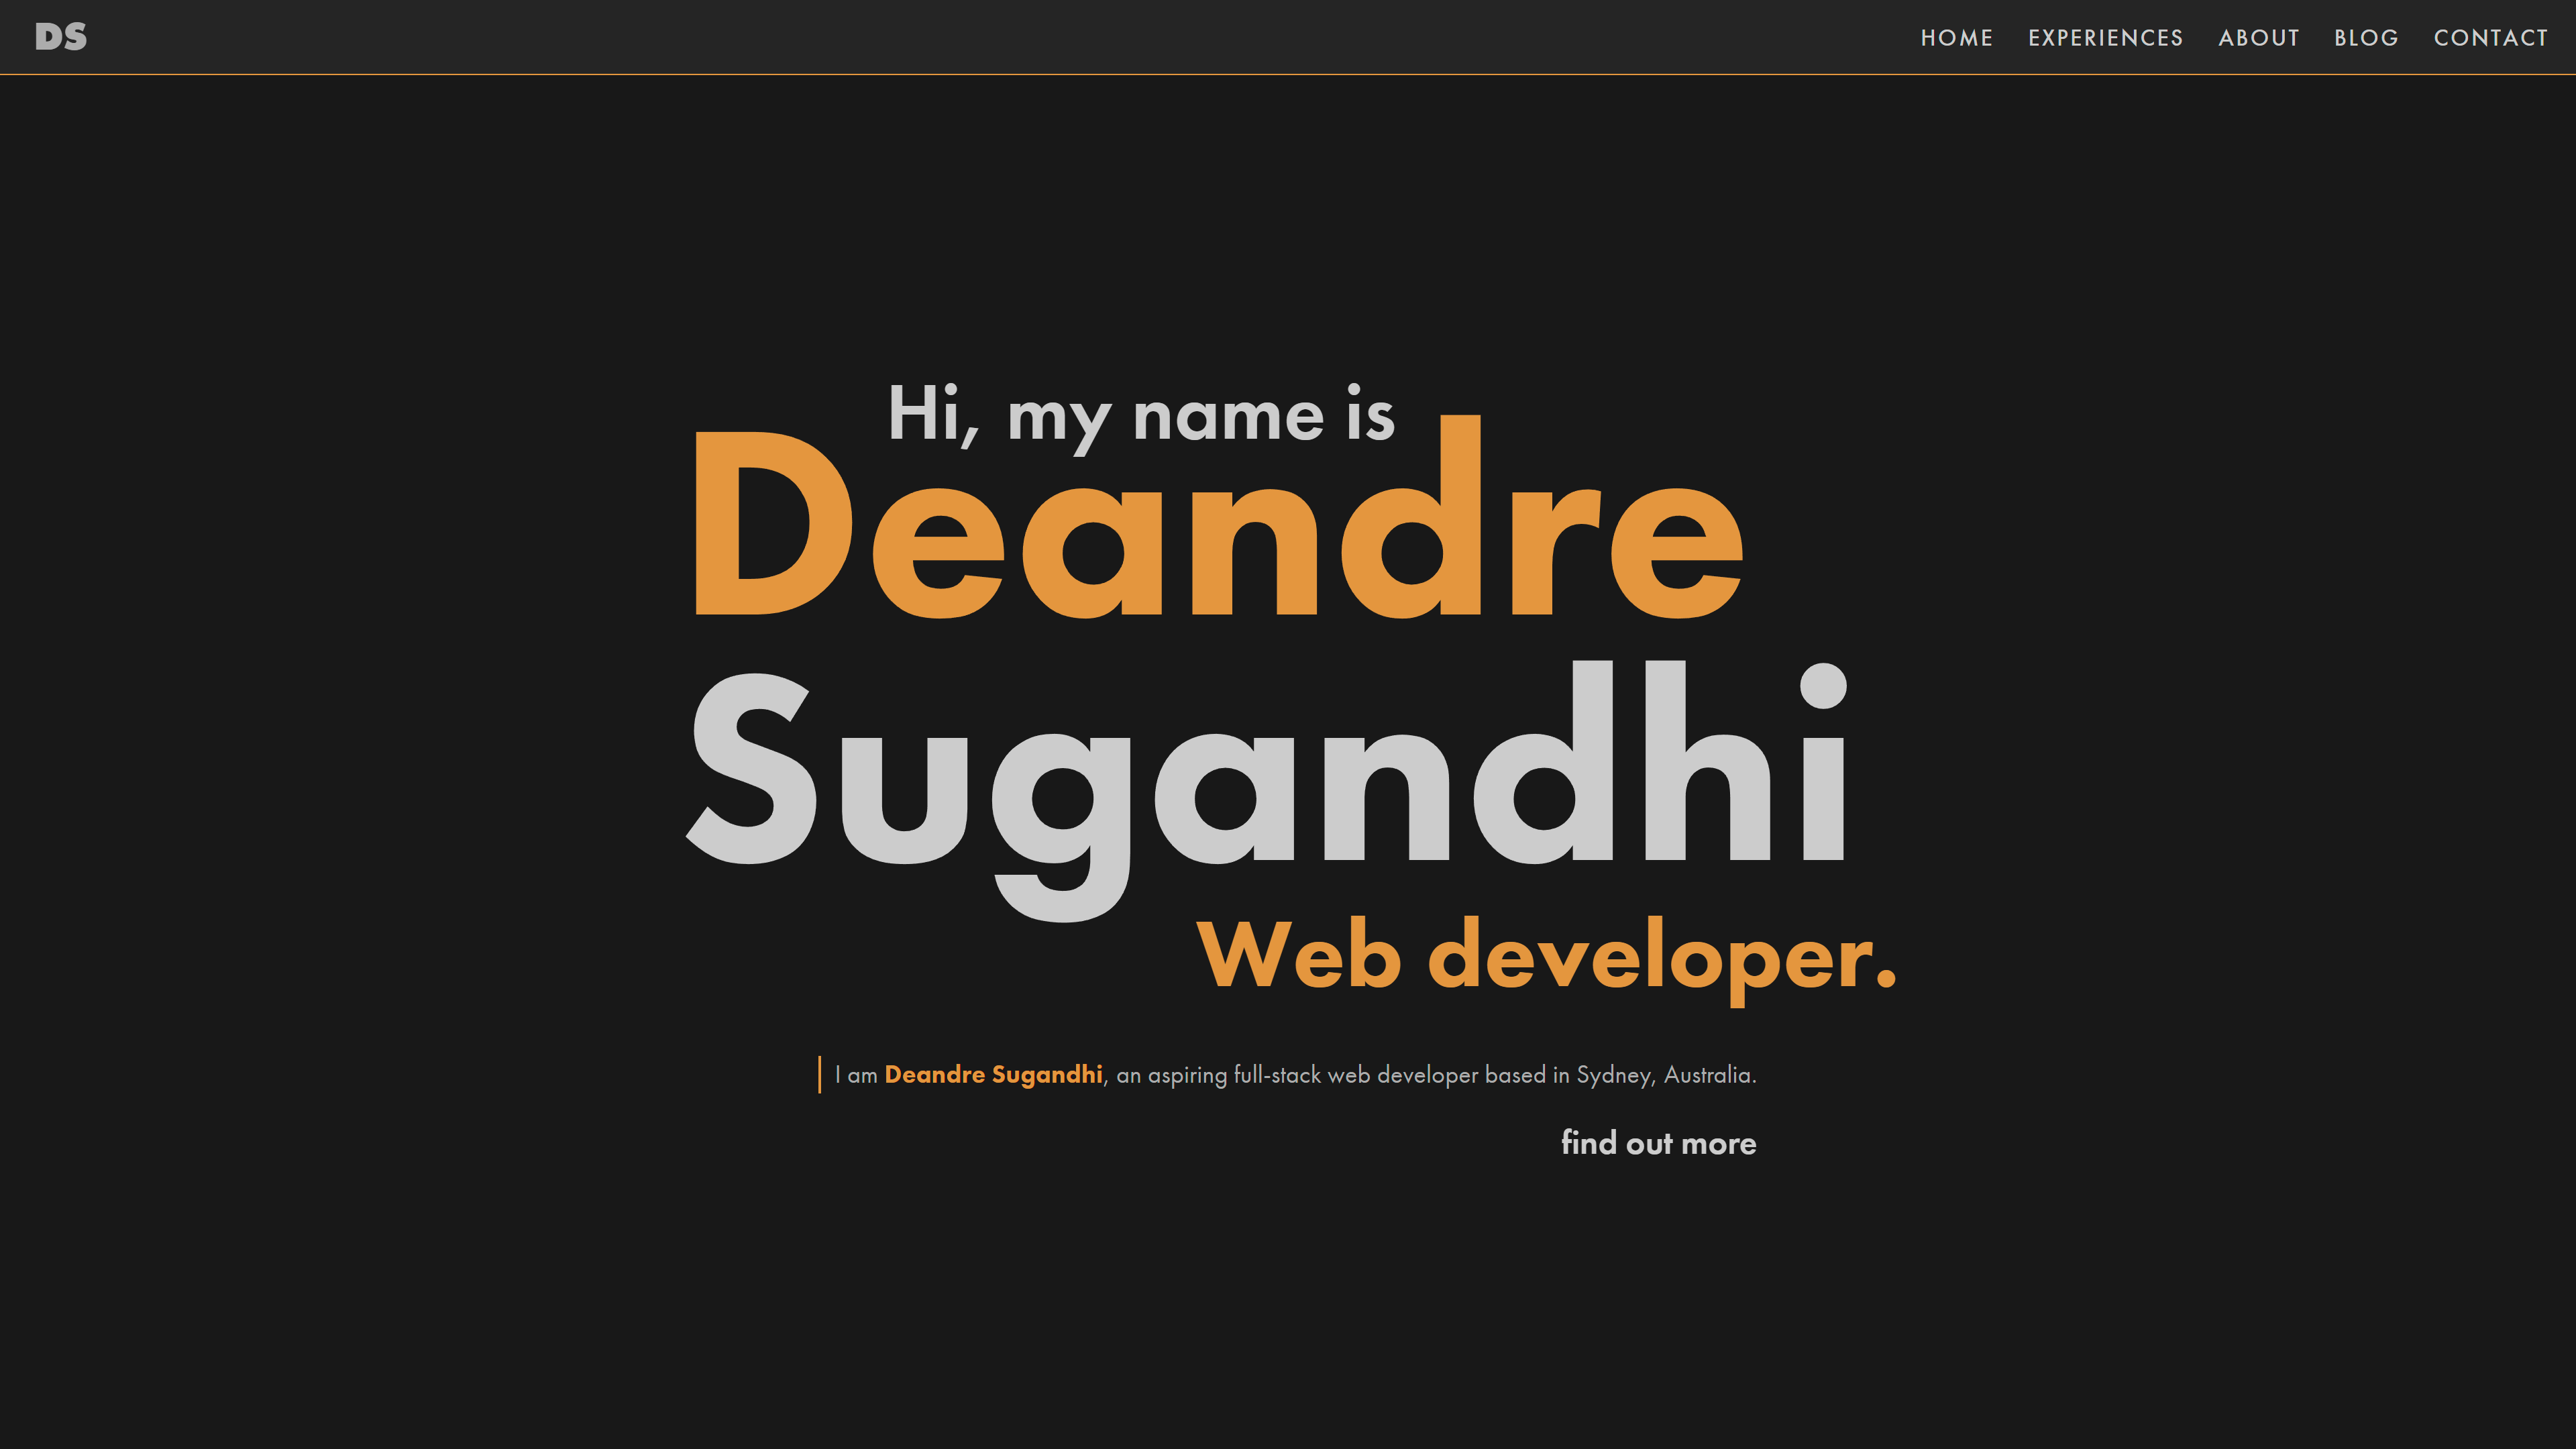 DS
HOME EXPERIENCES ABOUT BLOG CONTACT
Hi, my name is
Deandre
Sugandhi
Web developer.
I am Deandre Sugandhi, an aspiring full-stack web developer based in Sydney, Australia.
find out more